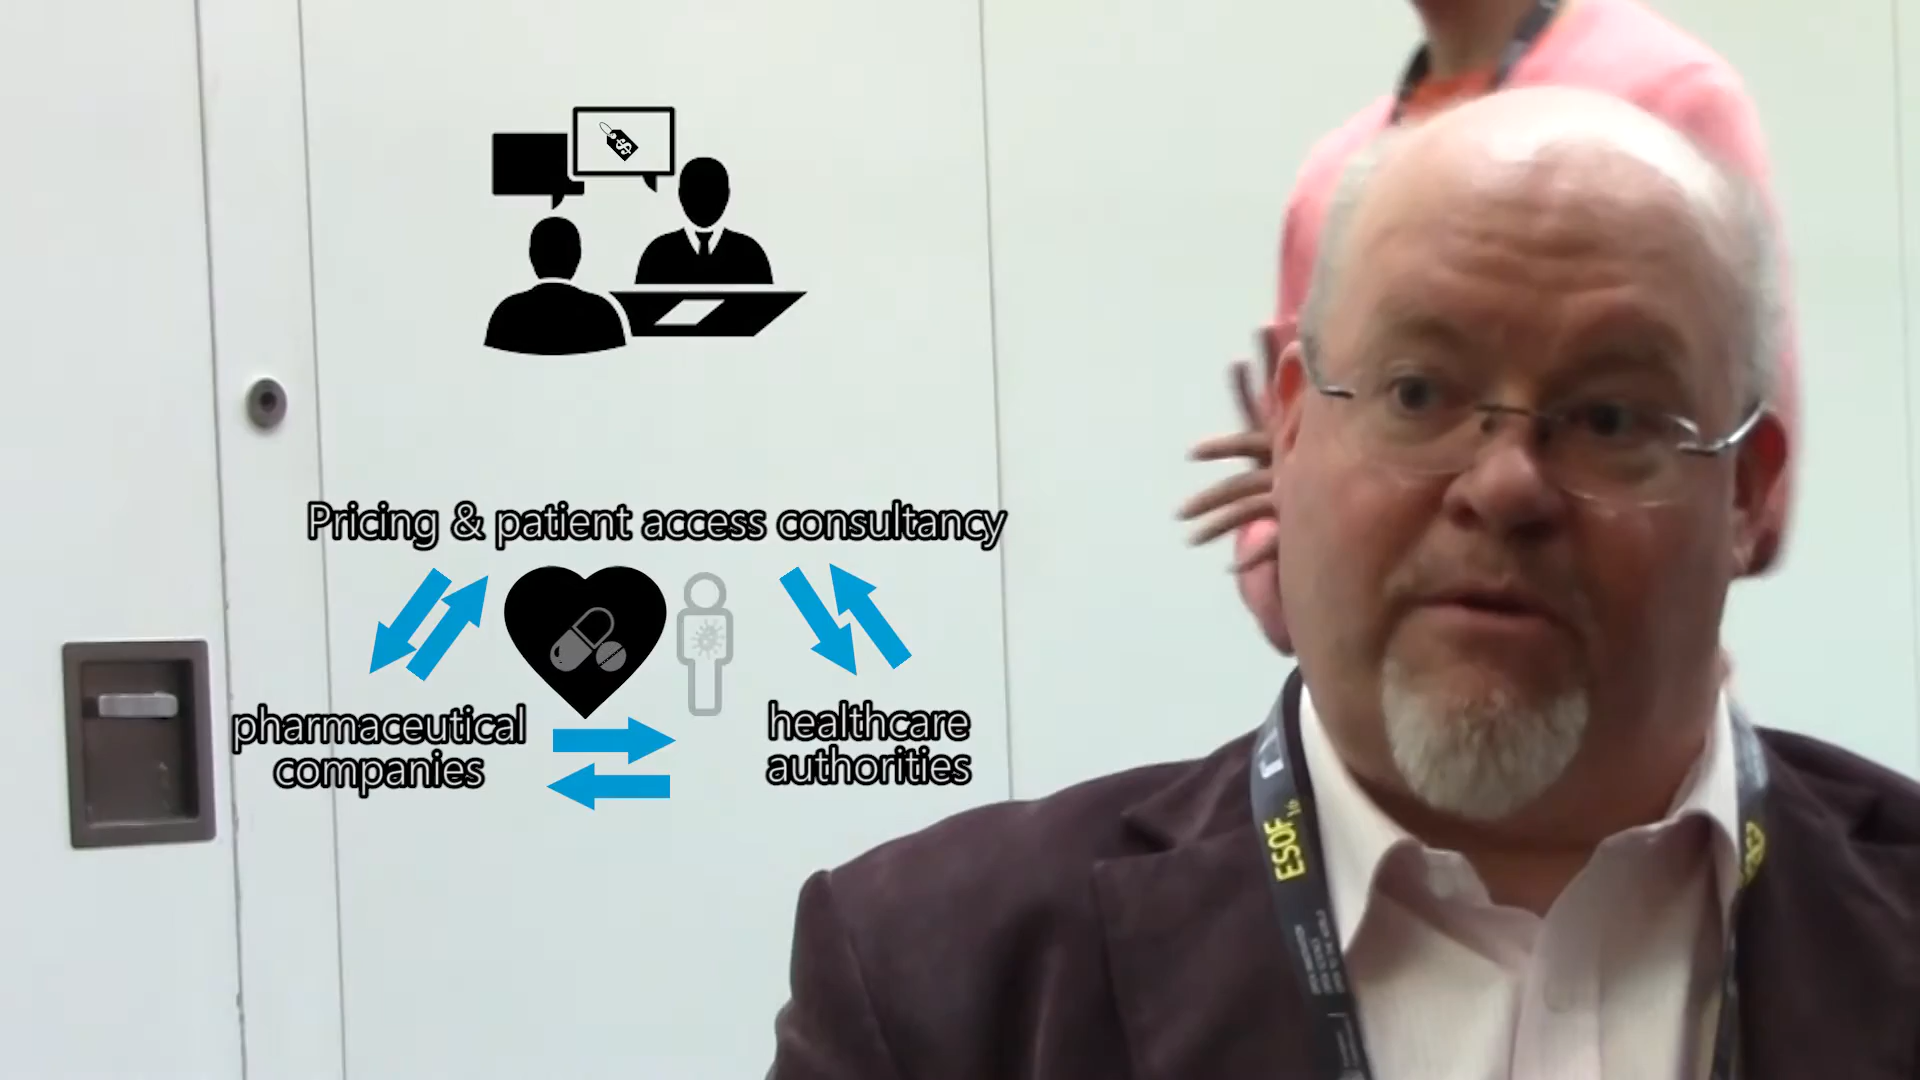 $
Pricing & patient access consultancy
pharmaceutical
companies
healthcare
authorities
ESOF